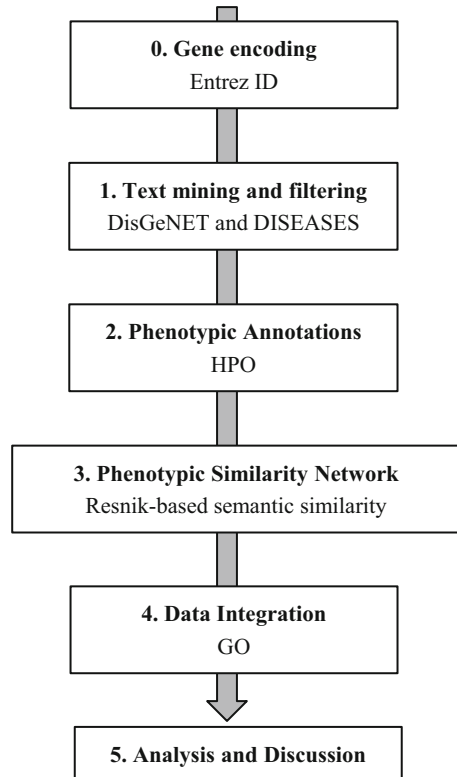 0. Gene encoding
Entrez ID
1. Text mining and filtering
DisGeNET and DISEASES
2. Phenotypic Annotations
HPO
3. Phenotypic Similarity Network
Resnik-based semantic similarity
4. Data Integration
GO
5. Analysis and Discussion